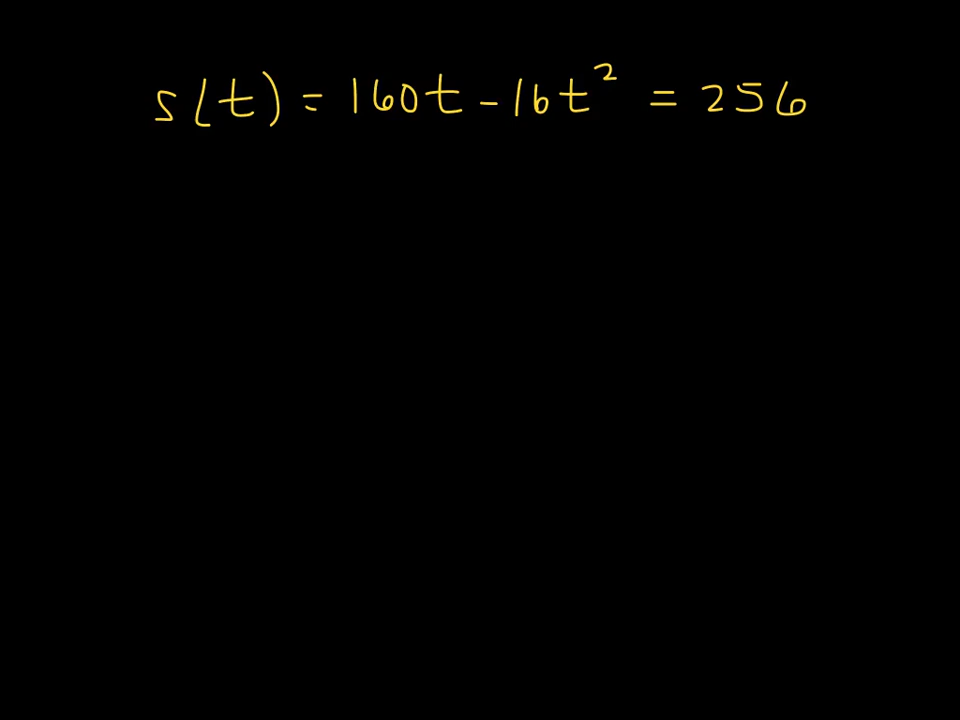 s(t) = 160t - 16t² = 256